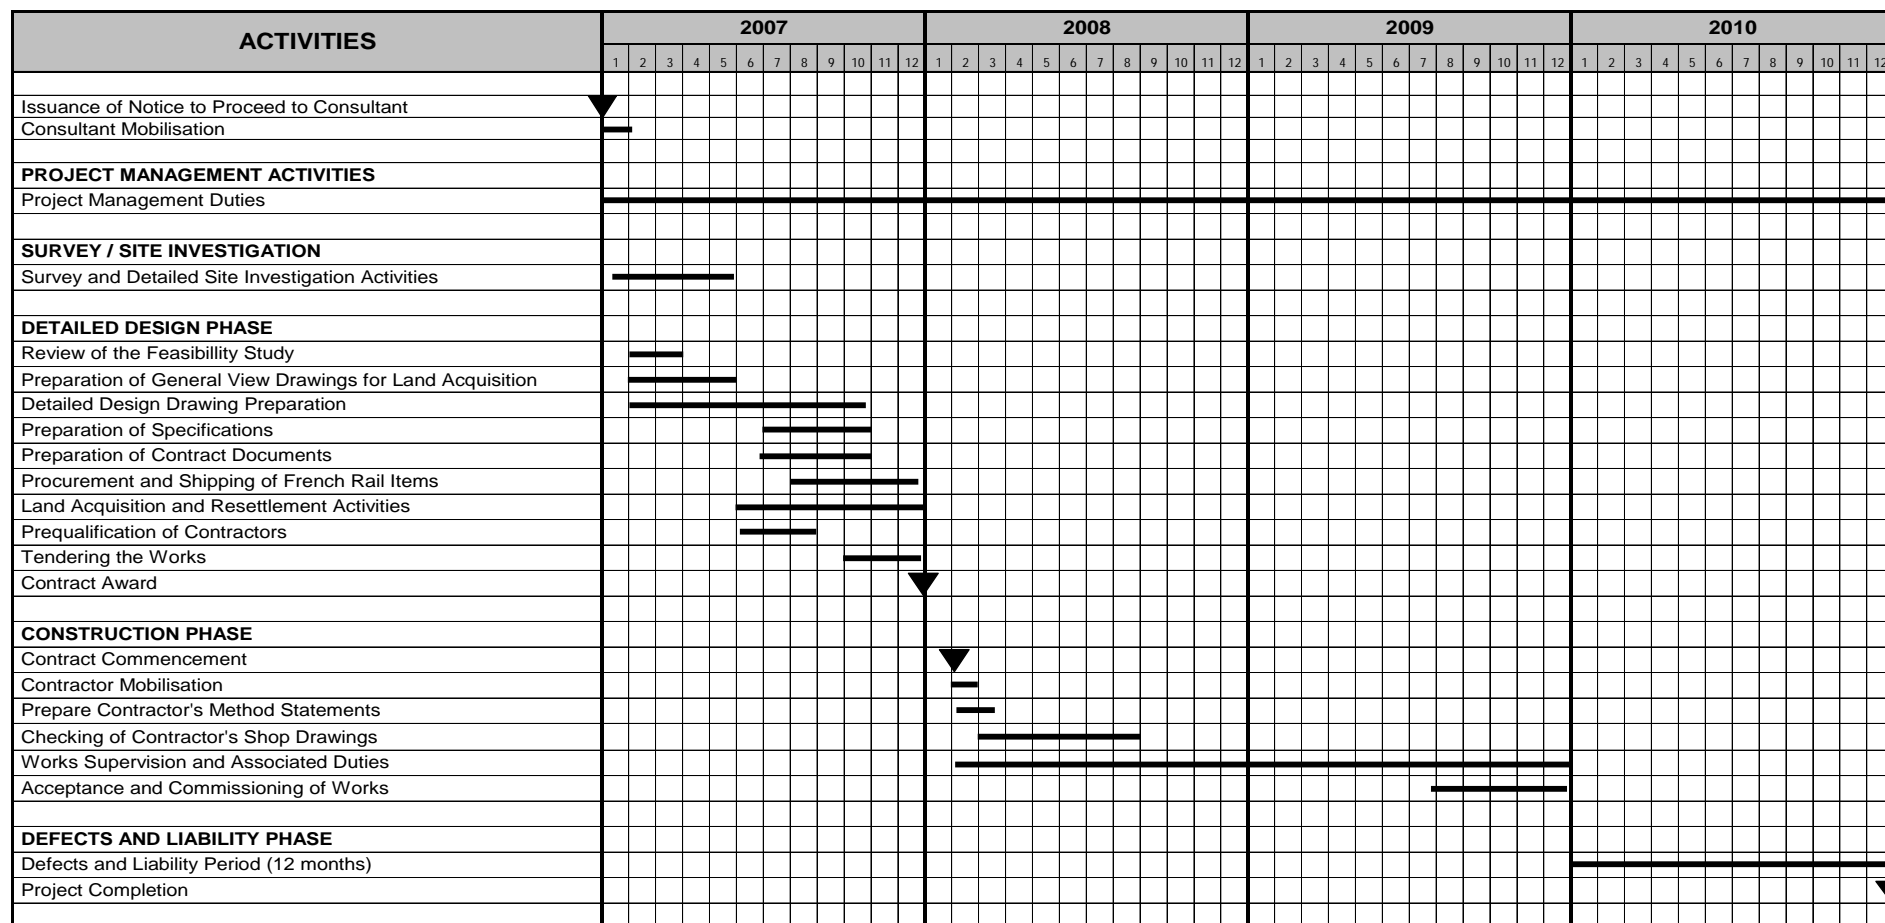 ACTIVITIES
2007 2008 2009 2010
1 2 3 4 5 6 7 8 9 10 11 12 1 2 3 4 5 6 7 8 9 10 11 12 1 2 3 4 5 6 7 8 9 10 11 12 1 2 3 4 5 6 7 8 9 10 11 12
Issuance of Notice to Proceed to Consultant
Consultant Mobilisation
PROJECT MANAGEMENT ACTIVITIES
Project Management Duties
SURVEY / SITE INVESTIGATION
Survey and Detailed Site Investigation Activities
DETAILED DESIGN PHASE
Review of the Feasibillity Study
Preparation of General View Drawings for Land Acquisition
Detailed Design Drawing Preparation
Preparation of Specifications
Preparation of Contract Documents
Procurement and Shipping of French Rail Items
Land Acquisition and Resettlement Activities
Prequalification of Contractors
Tendering the Works
Contract Award
CONSTRUCTION PHASE
Contract Commencement
Contractor Mobilisation
Prepare Contractor's Method Statements
Checking of Contractor's Shop Drawings
Works Supervision and Associated Duties
Acceptance and Commissioning of Works
DEFECTS AND LIABILITY PHASE
Defects and Liability Period (12 months)
Project Completion